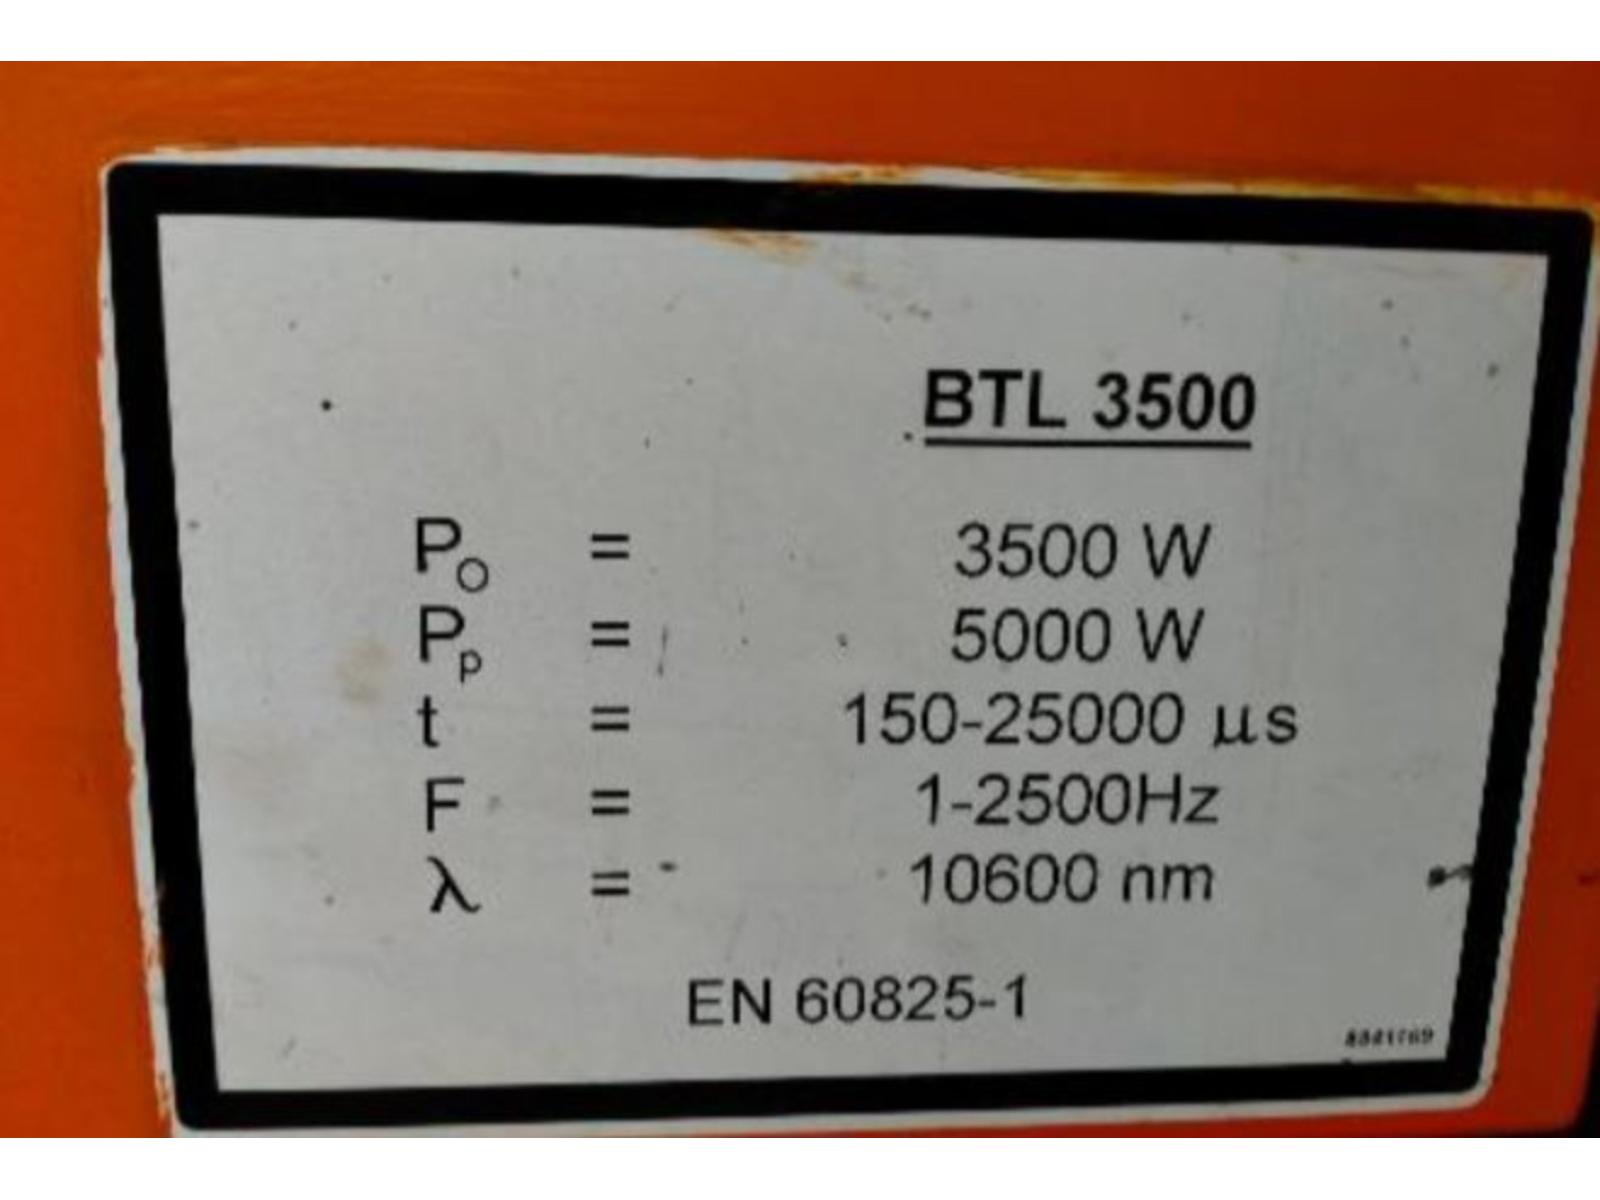 BTL 3500
Po = 3500 W
Pp = 5000 W
t = 150-25000 µs
F = 1-2500Hz
λ = 10600 nm
EN 60825-1